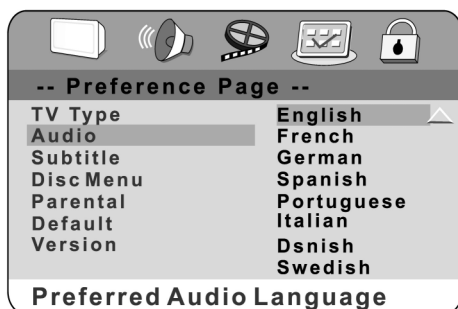 -- Preference Page --
TV Type
Audio
Subtitle
Disc Menu
Parental
Default
Version
English
French
German
Spanish
Portuguese
Italian
Dsnish
Swedish
Preferred Audio Language